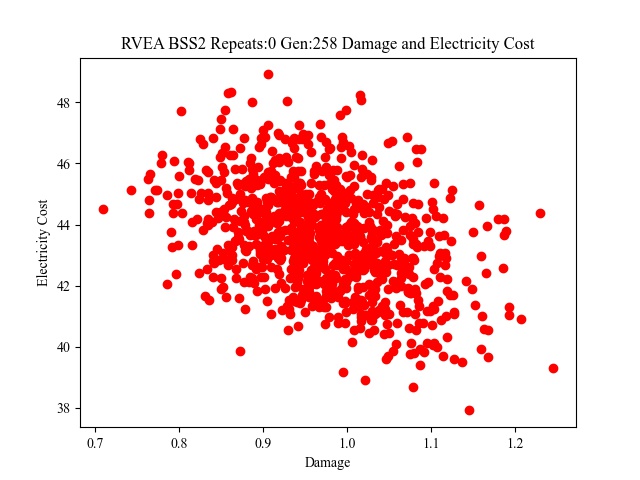 RVEA BSS2 Repeats:0 Gen:258 Damage and Electricity Cost
48
46
44
42
40
38
Electricity Cost
0.7 0.8 0.9 1.0 1.1 1.2
Damage